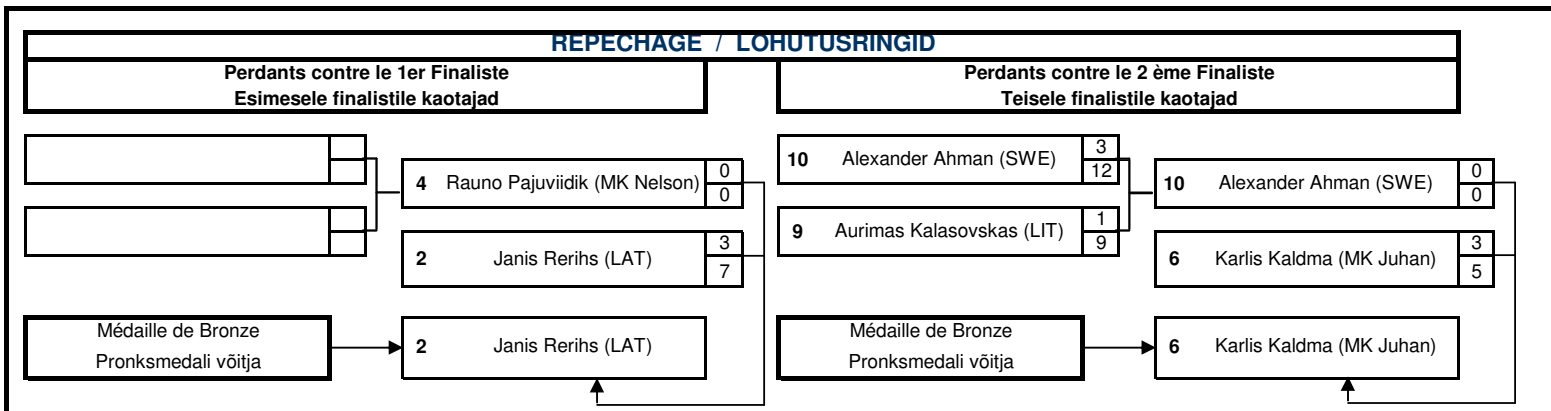 REPECHAGE / LOHUTUSRINGID
Perdants contre le 1er Finaliste
Esimesele finalistile kaotajad
4 Rauno Pajuviidik (MK Nelson) 0
0
2 Janis Rerihs (LAT) 3
7
Médaille de Bronze
Pronksmedali võitja
2 Janis Rerihs (LAT)
Perdants contre le 2 ème Finaliste
Teisele finalistile kaotajad
10 Alexander Ahman (SWE) 3
12
9 Aurimas Kalasovskas (LIT) 1
9
10 Alexander Ahman (SWE) 0
0
6 Karlis Kaldma (MK Juhan) 3
5
Médaille de Bronze
Pronksmedali võitja
6 Karlis Kaldma (MK Juhan)